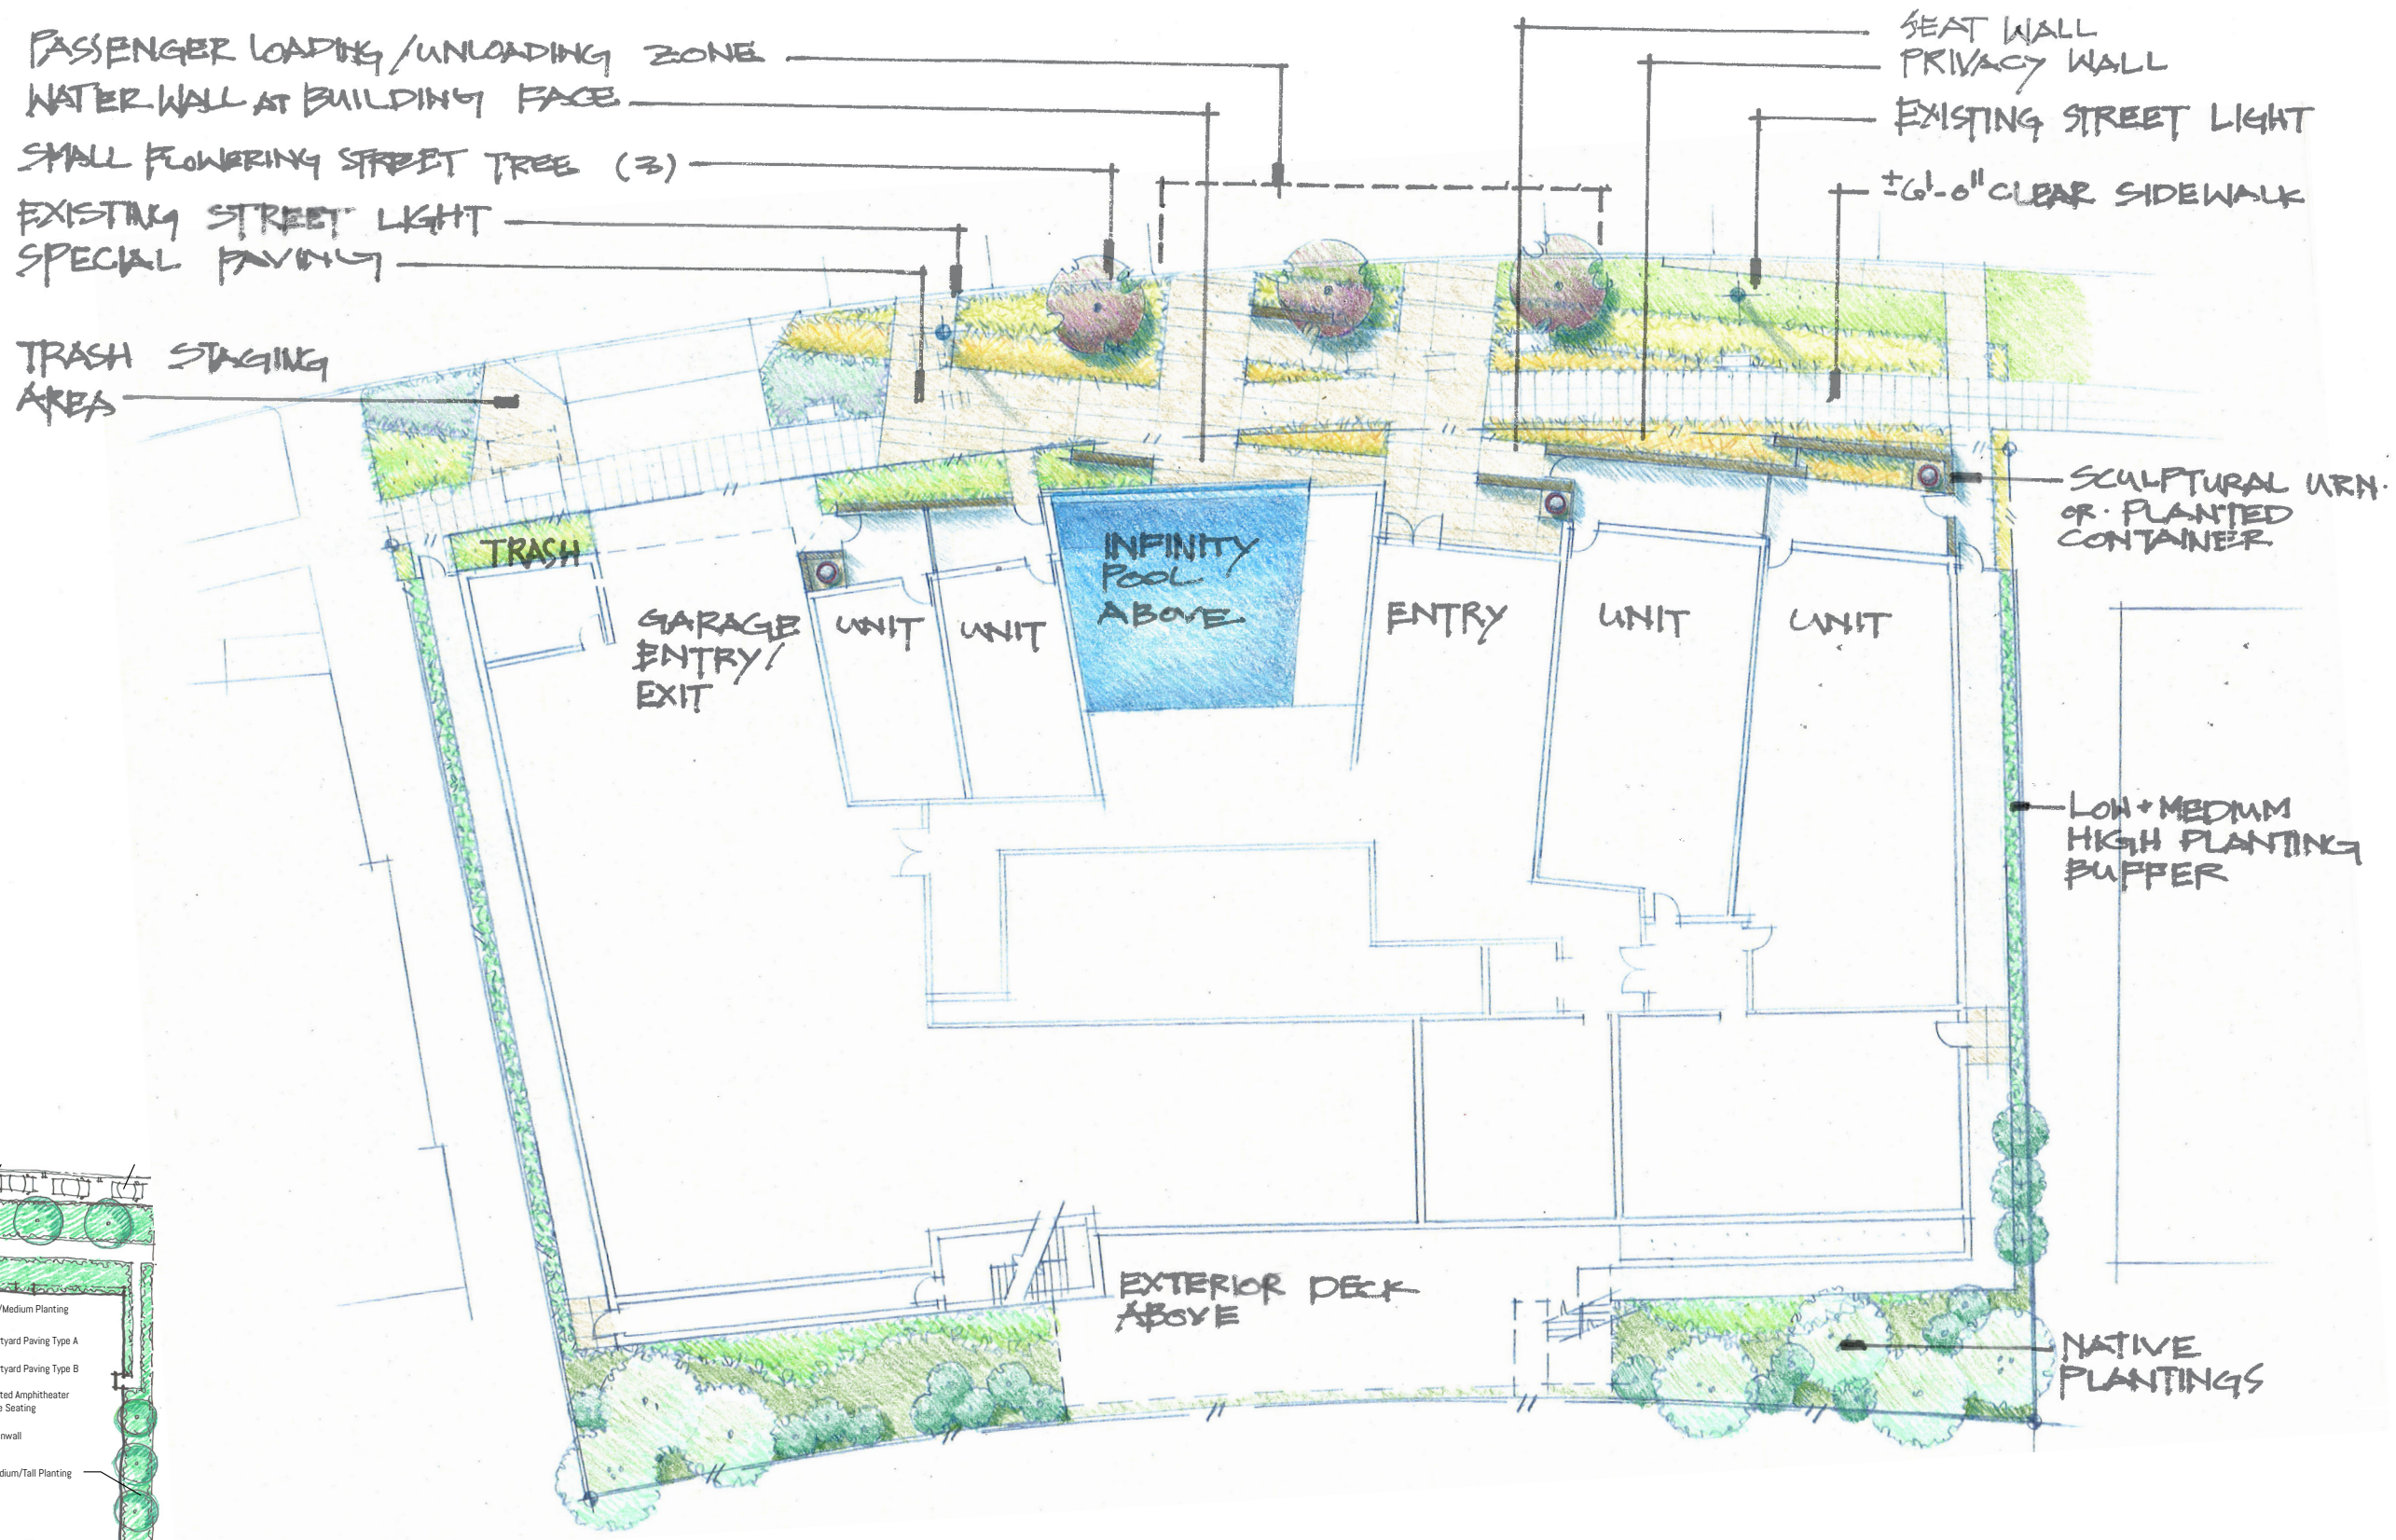 PASSENGER LOADING/UNLOADING ZONE
WATER WALL AT BUILDING FACE
SMALL FLOWERING STREET TREE (3)
EXISTING STREET LIGHT
SPECIAL PAVING
TRASH STAGING
AREA
SEAT WALL
PRIVACY WALL
EXISTING STREET LIGHT
±6'-0" CLEAR SIDEWALK
SCULPTURAL URN.
OR. PLANTED
CONTAINER
TRASH
GARAGE
ENTRY/
EXIT
UNIT
UNIT
INFINITY
POOL
ABOVE
ENTRY
UNIT
UNIT
LOW + MEDIUM
HIGH PLANTING
BUFFER
EXTERIOR DECK
ABOVE
NATIVE
PLANTINGS
/Medium Planting
tyard Paving Type A
tyard Paving Type B
ted Amphitheater
e Seating
nwall
dium/Tall Planting